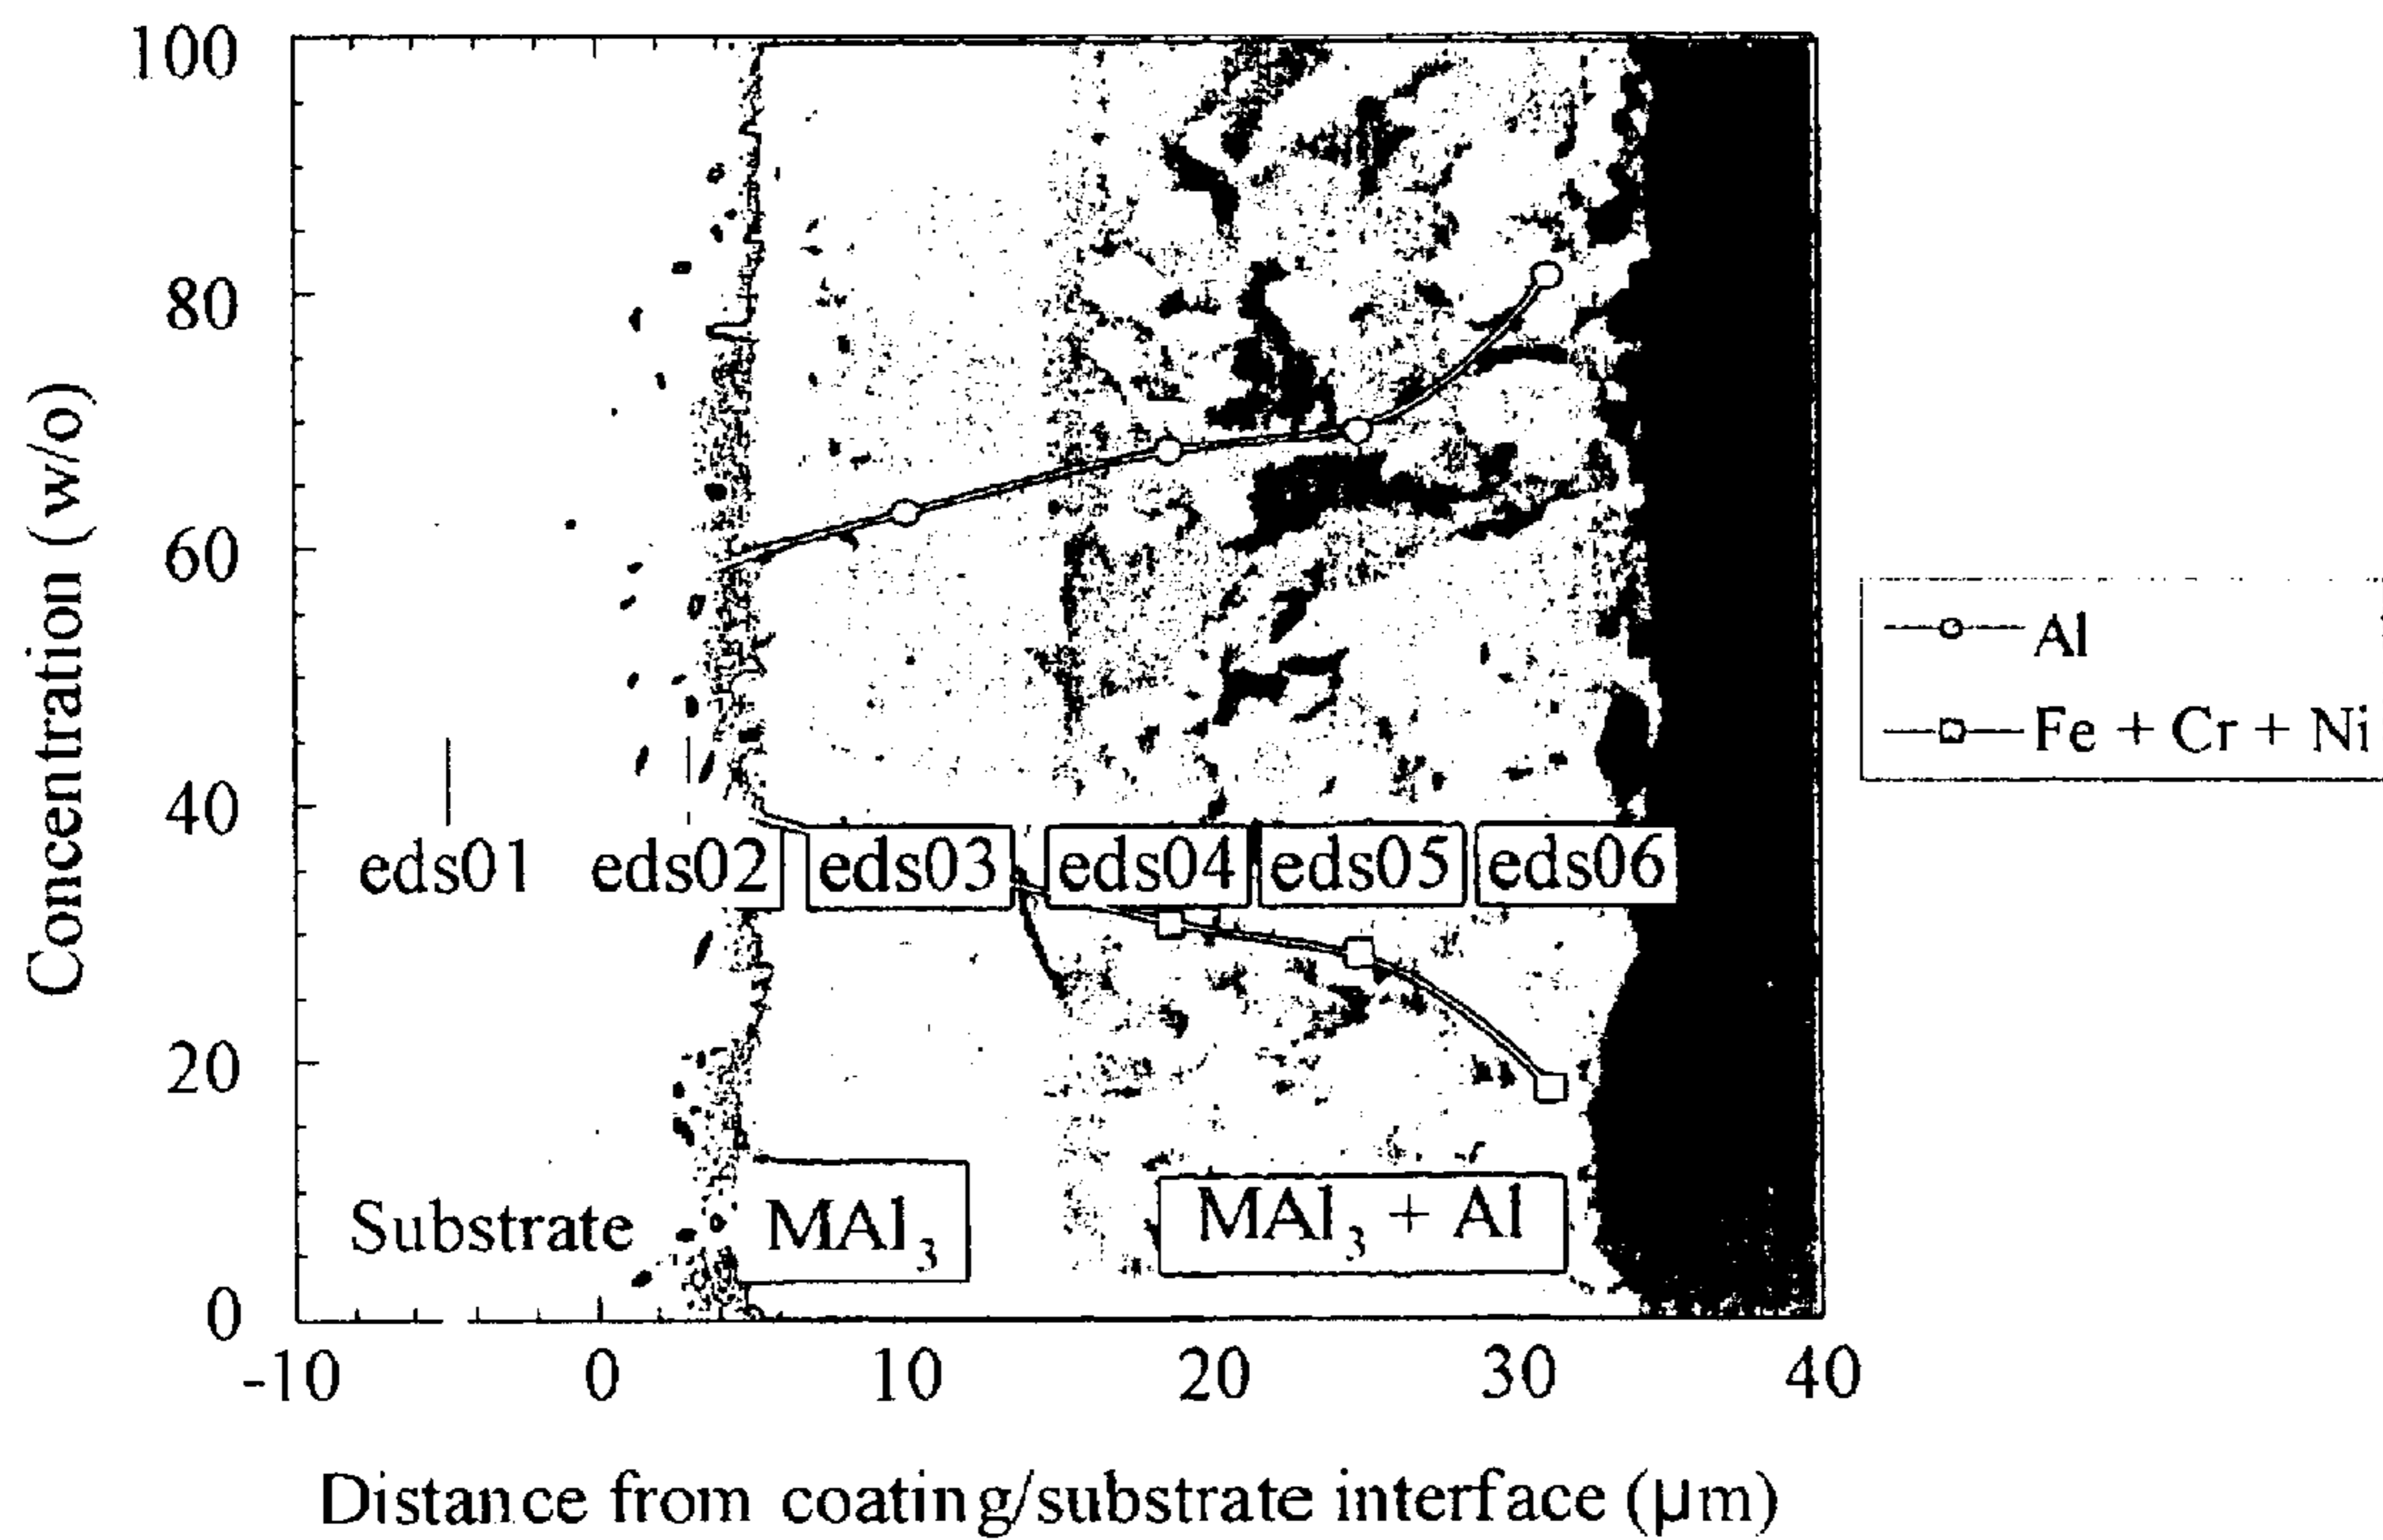 100
80
60
40
20
0
Concentration (w/o)
eds01 eds02 eds03 eds04 eds05 eds06
Substrate MAl3 MAl3 + Al
-10 0 10 20 30 40
Distance from coating/substrate interface (µm)
Al
Fe + Cr + Ni